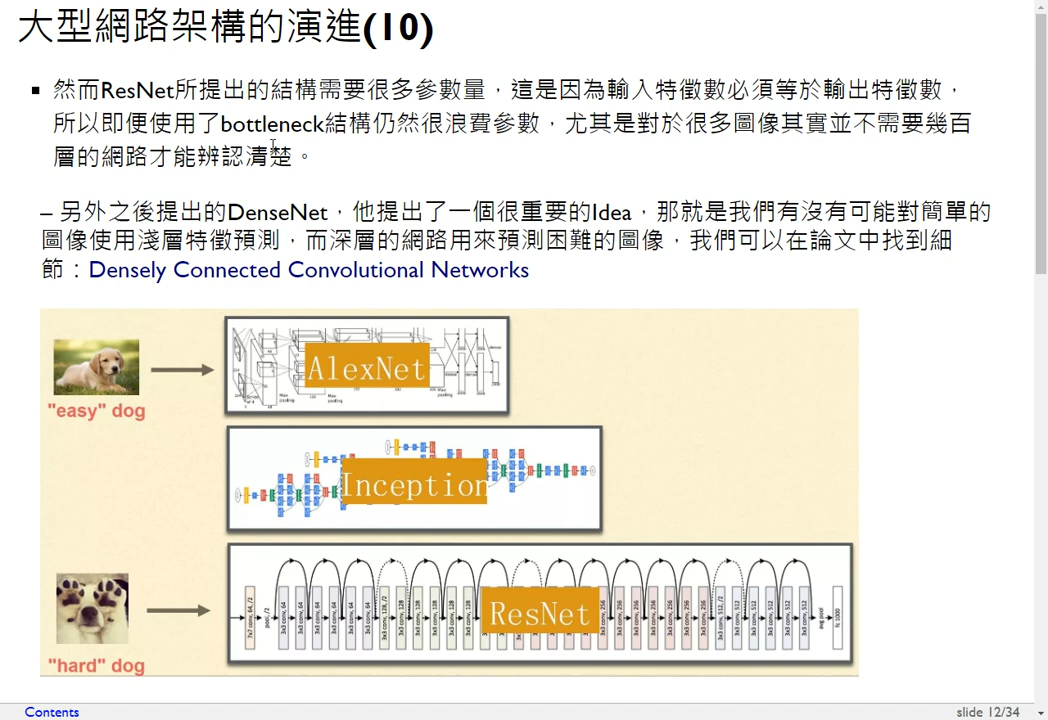 大型網路架構的演進(10)
然而ResNet所提出的結構需要很多參數量，這是因為輸入特徵數必須等於輸出特徵數，
所以即便使用了bottleneck結構仍然很浪費參數，尤其是對於很多圖像其實並不需要幾百
層的網路才能辨認清楚。
– 另外之後提出的DenseNet，他提出了一個很重要的Idea，那就是我們有沒有可能對簡單的
圖像使用淺層特徵預測，而深層的網路用來預測困難的圖像，我們可以在論文中找到細
節：Densely Connected Convolutional Networks
AlexNet
"easy" dog
Inception
ResNet
"hard" dog
Contents
slide 12/34